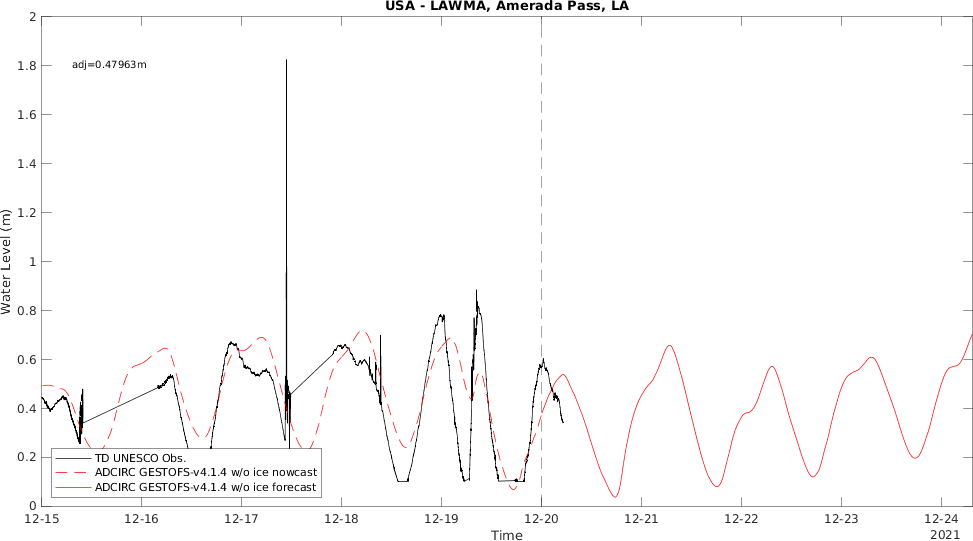 USA - LAWMA, Amerada Pass, LA
2
1.8
1.6
1.4
1.2
1
0.8
0.6
0.4
0.2
0
Water Level (m)
adj=0.47963m
TD UNESCO Obs.
ADCIRC GESTOFS-v4.1.4 w/o ice nowcast
ADCIRC GESTOFS-v4.1.4 w/o ice forecast
12-15 12-16 12-17 12-18 12-19 12-20 12-21 12-22 12-23 12-24
2021
Time